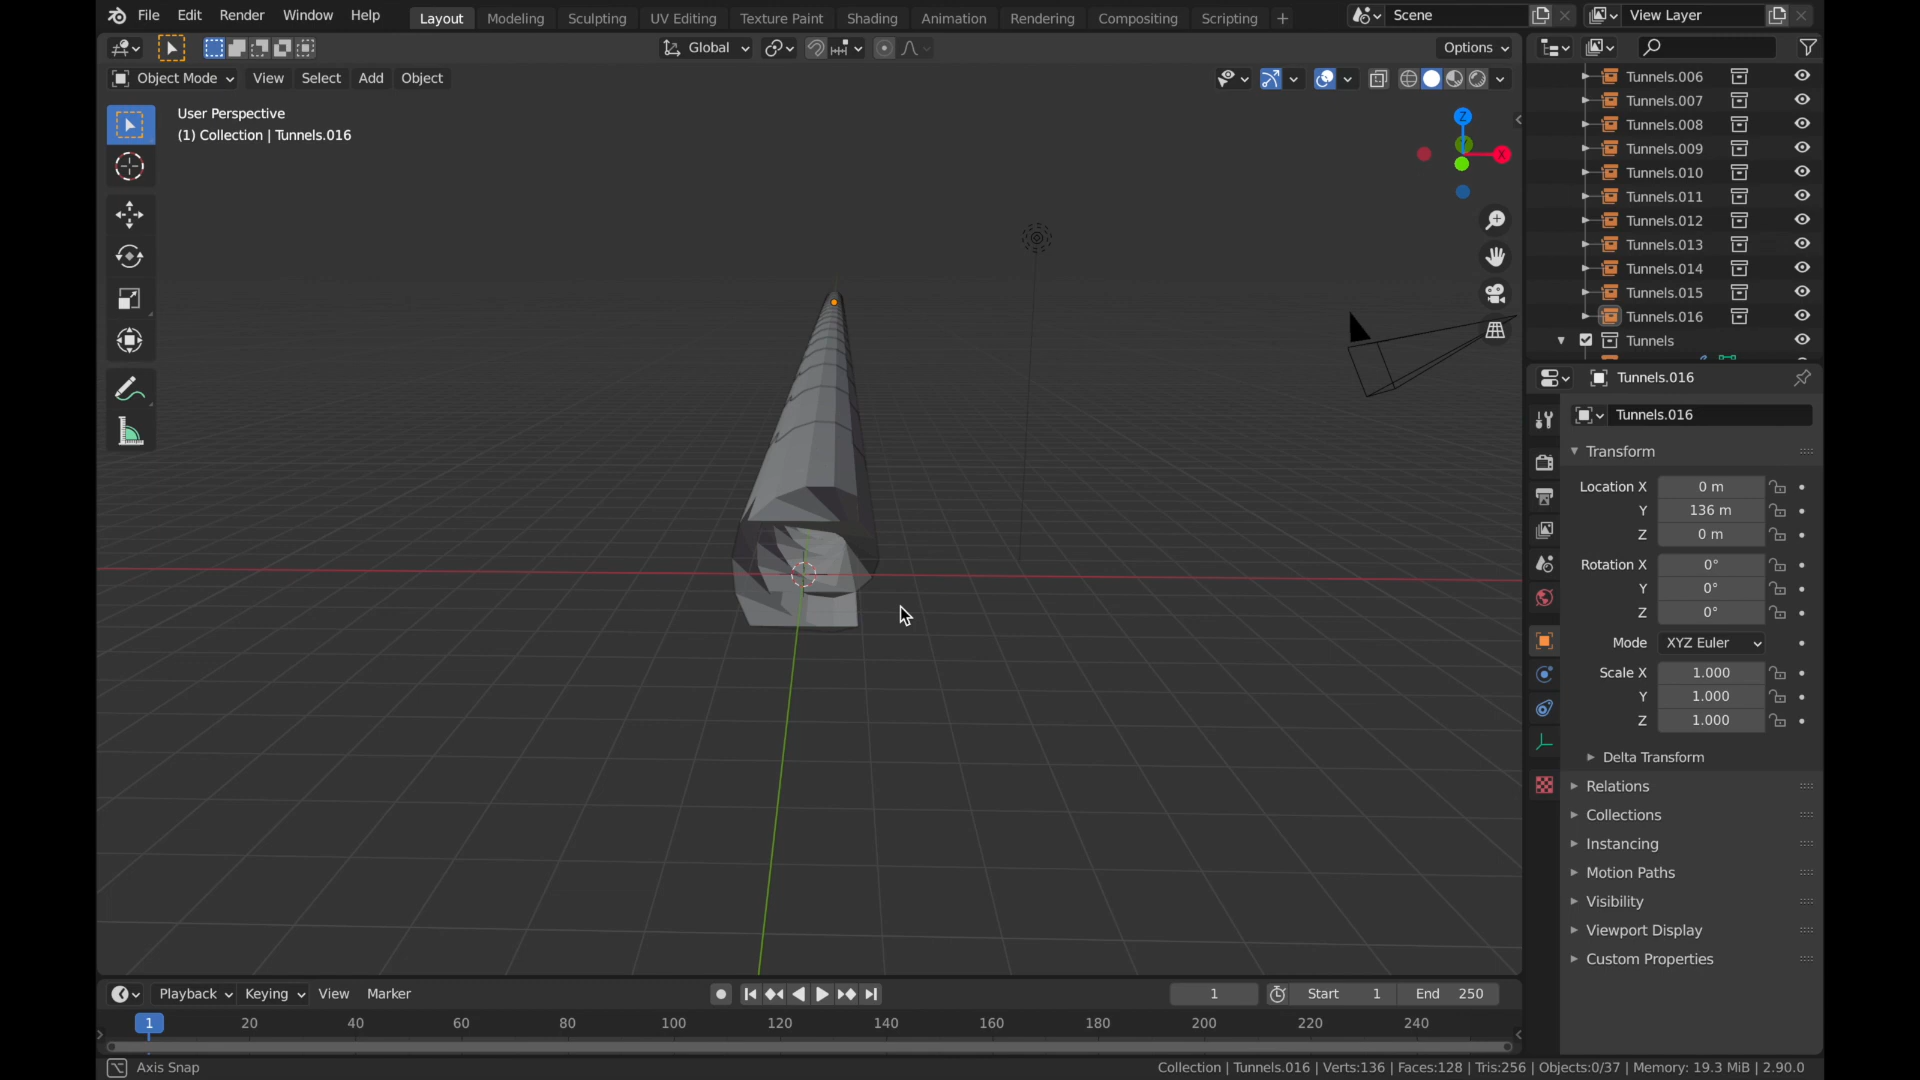 File Edit Render Window Help Layout Modeling Sculpting UV Editing Texture Paint Shading Animation Rendering Compositing Scripting + Scene View Layer
Global Options
Object Mode View Select Add Object
User Perspective
(1) Collection | Tunnels.016
Z
Y
X
Tunnels.006
Tunnels.007
Tunnels.008
Tunnels.009
Tunnels.010
Tunnels.011
Tunnels.012
Tunnels.013
Tunnels.014
Tunnels.015
Tunnels.016
Tunnels
Tunnels.016
Tunnels.016
Transform
Location X 0 m
Y 136 m
Z 0 m
Rotation X 0°
Y 0°
Z 0°
Mode XYZ Euler
Scale X 1.000
Y 1.000
Z 1.000
Delta Transform
Relations
Collections
Instancing
Motion Paths
Visibility
Viewport Display
Custom Properties
Playback Keying View Marker 1 Start 1 End 250
1 20 40 60 80 100 120 140 160 180 200 220 240
Axis Snap Collection | Tunnels.016 | Verts:136 | Faces:128 | Tris:256 | Objects:0/37 | Memory: 19.3 MiB | 2.90.0